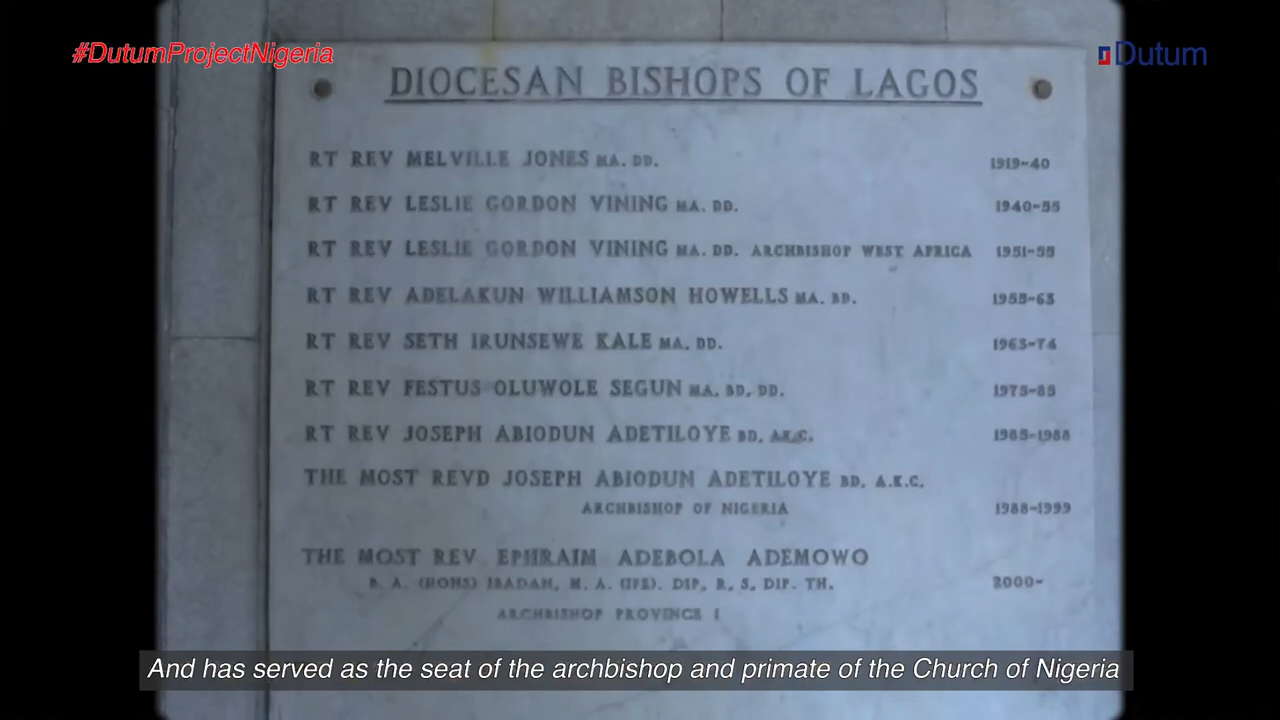 #DutumProjectNigeria
Dutum
DIOCESAN BISHOPS OF LAGOS
RT REV MELVILLE JONES MA. DD. 1919-40
RT REV LESLIE GORDON VINING MA. DD. 1940-55
RT REV LESLIE GORDON VINING MA. DD. ARCHBISHOP WEST AFRICA 1951-55
RT REV ADELAKUN WILLIAMSON HOWELLS MA. BD. 1955-63
RT REV SETH IRUNSEWE KALE MA. DD. 1963-74
RT REV FESTUS OLUWOLE SEGUN MA. BD. DD. 1975-85
RT REV JOSEPH ABIODUN ADETILOYE BD. AK.C. 1985-1988
THE MOST REVD JOSEPH ABIODUN ADETILOYE BD. A.K.C.
ARCHBISHOP OF NIGERIA 1988-1999
THE MOST REV EPHRAIM ADEBOLA ADEMOWO
B. A. (HONS) IBADAN, M. A. (IFE). DIP, R, S, DIP. TH. 2000-
ARCHBISHOP PROVINCE I
And has served as the seat of the archbishop and primate of the Church of Nigeria